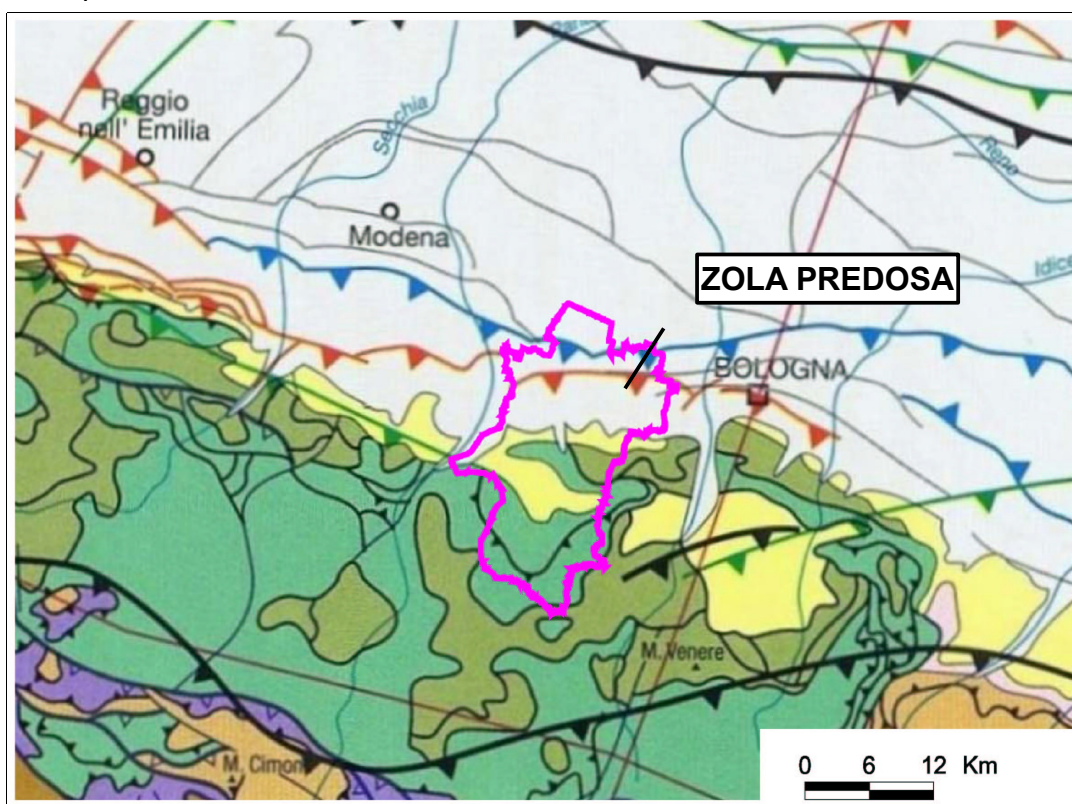 Reggio
nell' Emilia
Secchia
Modena
Reno
Idice
ZOLA PREDOSA
BOLOGNA
M. Venere
M. Cimon
0 6 12 Km